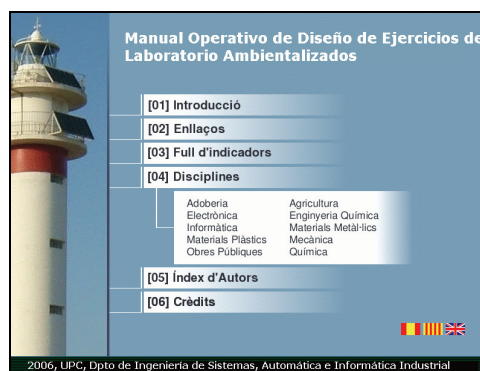 Manual Operativo de Diseño de Ejercicios de
Laboratorio Ambientalizados
[01] Introducció
[02] Enllaços
[03] Full d'indicadors
[04] Disciplines
Adoberia
Electrònica
Informàtica
Materials Plàstics
Obres Públiques
Agricultura
Enginyeria Química
Materials Metàl·lics
Mecànica
Química
[05] Índex d'Autors
[06] Crèdits
2006, UPC, Dpto de Ingeniería de Sistemas, Automática e Informática Industrial